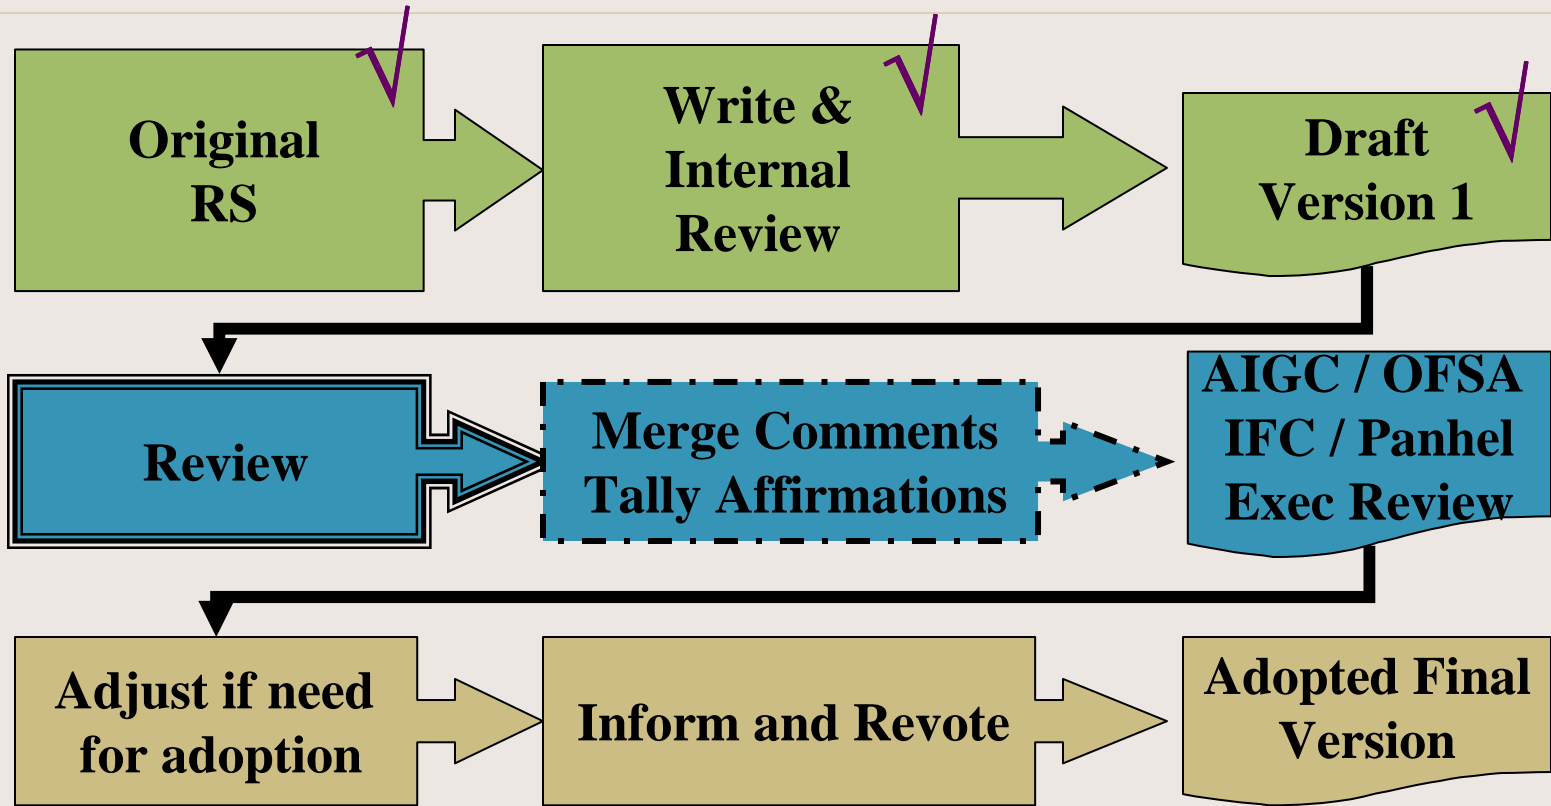 Original
RS
Write &
Internal
Review
Draft
Version 1
Review
Merge Comments
Tally Affirmations
AIGC / OFSA
IFC / Panhel
Exec Review
Adjust if need
for adoption
Inform and Revote
Adopted Final
Version